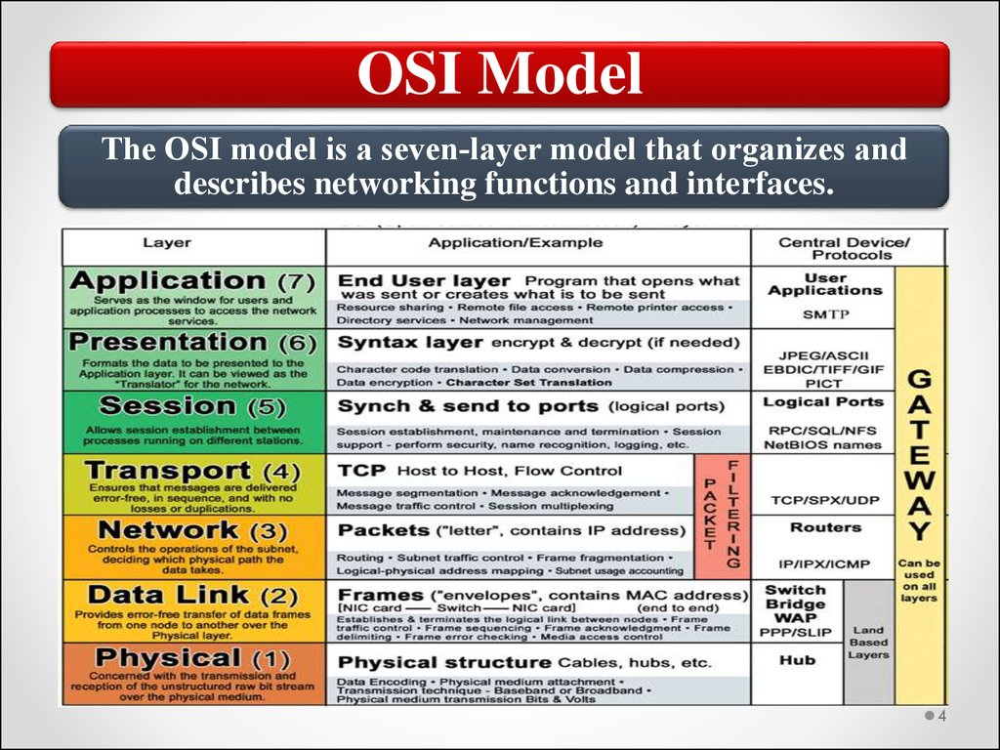 OSI Model
The OSI model is a seven-layer model that organizes and
describes networking functions and interfaces.
Layer
Application/Example
Central Device/
Protocols
Application (7)
Serves as the window for users and
application processes to access the network
services.
End User layer Program that opens what
was sent or creates what is to be sent
Resource sharing • Remote file access • Remote printer access •
Directory services • Network management
User
Applications
SMTP
Presentation (6)
Formats the data to be presented to the
Application layer. It can be viewed as the
"Translator" for the network.
Syntax layer encrypt & decrypt (if needed)
Character code translation • Data conversion • Data compression •
Data encryption • Character Set Translation
JPEG/ASCII
EBDIC/TIFF/GIF
PICT
Session (5)
Allows session establishment between
processes running on different stations.
Synch & send to ports (logical ports)
Session establishment, maintenance and termination • Session
support - perform security, name recognition, logging, etc.
Logical Ports
RPC/SQL/NFS
NetBIOS names
Transport (4)
Ensures that messages are delivered
error-free, in sequence, and with no
losses or duplications.
TCP Host to Host, Flow Control
Message segmentation • Message acknowledgement •
Message traffic control • Session multiplexing
TCP/SPX/UDP
Network (3)
Controls the operations of the subnet,
deciding which physical path the
data takes.
Packets ("letter", contains IP address)
Routing • Subnet traffic control • Frame fragmentation •
Logical-physical address mapping • Subnet usage accounting
PACKET
FILTERING
Routers
IP/IPX/ICMP
Data Link (2)
Provides error-free transfer of data frames
from one node to another over the
Physical layer.
Frames ("envelopes", contains MAC address)
[NIC card — Switch — NIC card] (end to end)
Establishes & terminates the logical link between nodes • Frame
traffic control • Frame sequencing • Frame acknowledgment • Frame
delimiting • Frame error checking • Media access control
Switch
Bridge
WAP
PPP/SLIP
Physical (1)
Concerned with the transmission and
reception of the unstructured raw bit stream
over the physical medium.
Physical structure Cables, hubs, etc.
Data Encoding • Physical medium attachment •
Transmission technique - Baseband or Broadband •
Physical medium transmission Bits & Volts
Hub
Land
Based
Layers
GATEWAY
Can be
used
on all
layers
4